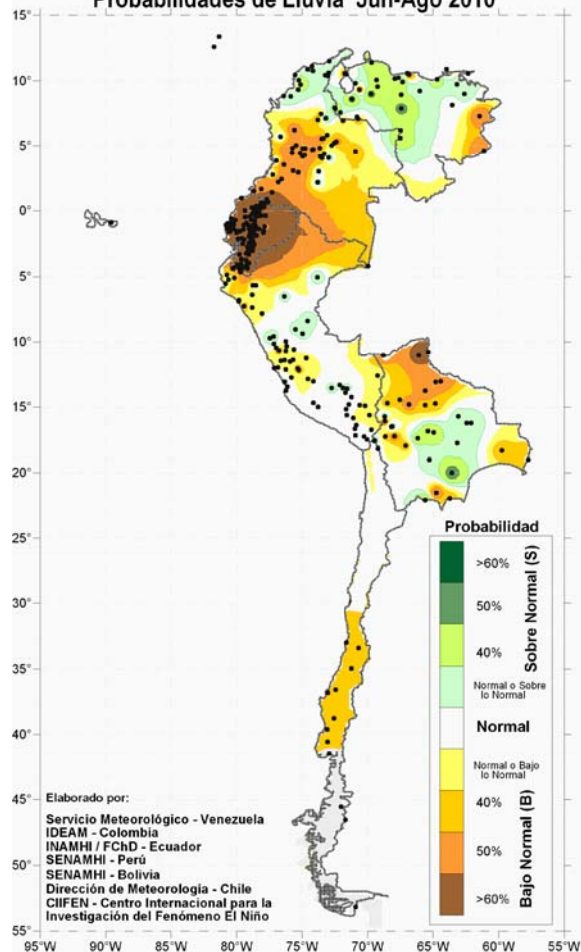 Probabilidades de Lluvia Jun-Ago 2010
15°
10°
5°
0°
5°
10°
15°
20°
25°
30°
35°
40°
45°
50°
55°
95°W 90°W 85°W 80°W 75°W 70°W 65°W 60°W 55°W
Probabilidad
>60%
50%
40%
Sobre Normal (S)
Normal o Sobre
lo Normal
Normal
Normal o Bajo
lo Normal
40%
50%
>60%
Bajo Normal (B)
Elaborado por:
Servicio Meteorológico - Venezuela
IDEAM - Colombia
INAMHI / FChD - Ecuador
SENAMHI - Perú
SENAMHI - Bolivia
Dirección de Meteorología - Chile
CIIFEN - Centro Internacional para la
Investigación del Fenómeno El Niño